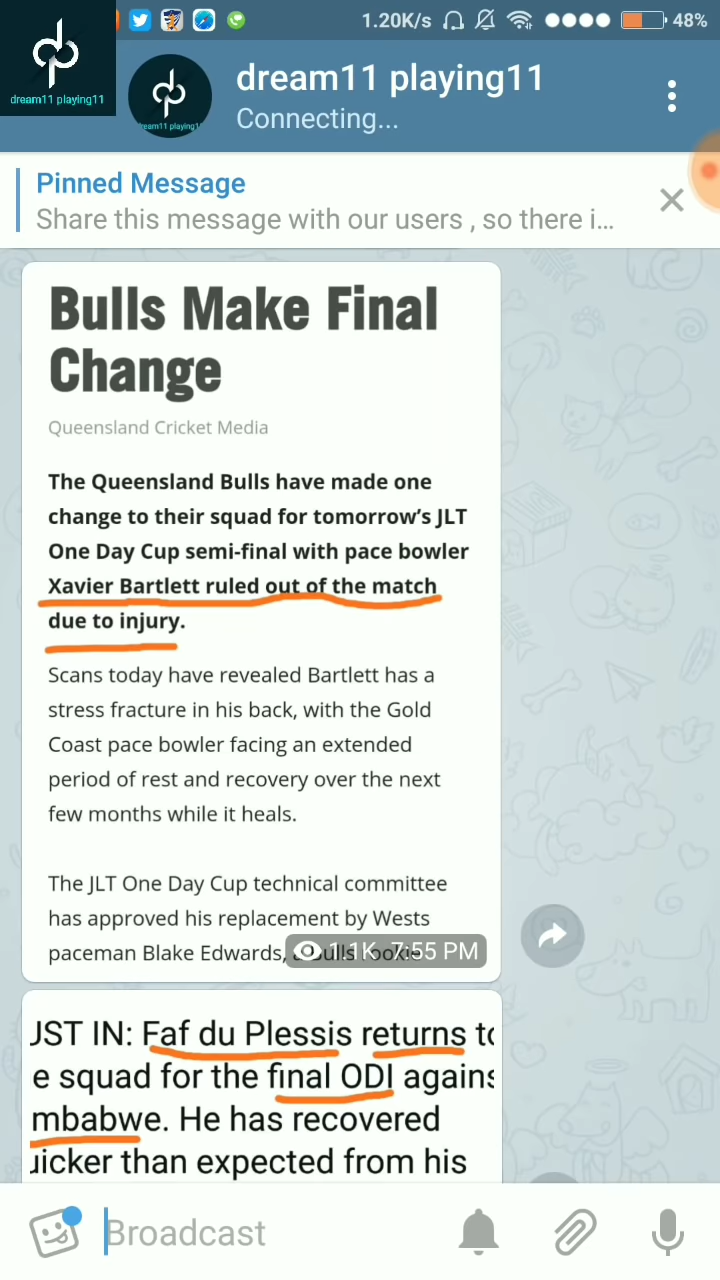 1.20K/s 48%
dream11 playing11
dream11 playing11
Connecting...
Pinned Message
Share this message with our users , so there i...
Bulls Make Final
Change
Queensland Cricket Media
The Queensland Bulls have made one
change to their squad for tomorrow's JLT
One Day Cup semi-final with pace bowler
Xavier Bartlett ruled out of the match
due to injury.
Scans today have revealed Bartlett has a
stress fracture in his back, with the Gold
Coast pace bowler facing an extended
period of rest and recovery over the next
few months while it heals.
The JLT One Day Cup technical committee
has approved his replacement by Wests
paceman Blake Edwards, a Bulls rookie
1.1K 7:55 PM
UST IN: Faf du Plessis returns to
e squad for the final ODI agains
mbabwe. He has recovered
uicker than expected from his
Broadcast